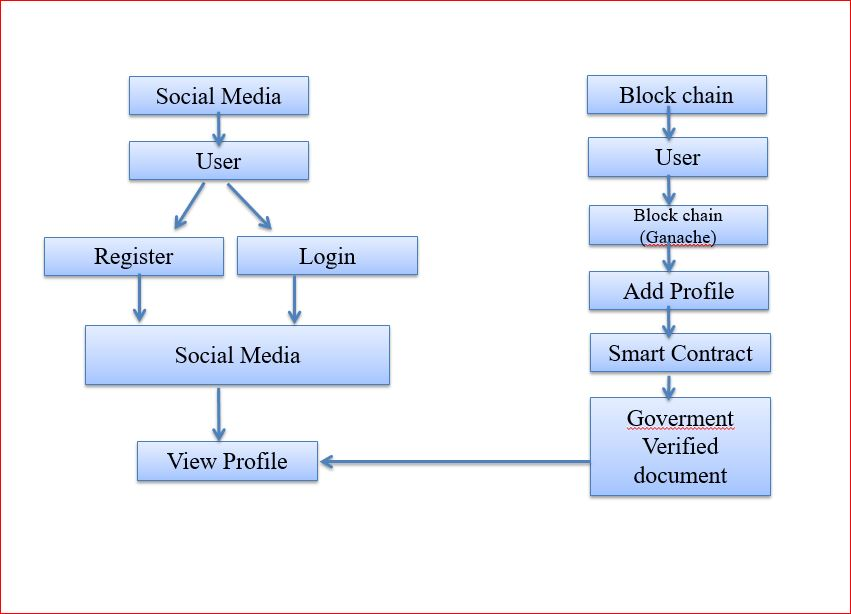 Social Media
User
Register
Login
Social Media
View Profile
Block chain
User
Block chain
(Ganache)
Add Profile
Smart Contract
Goverment
Verified
document